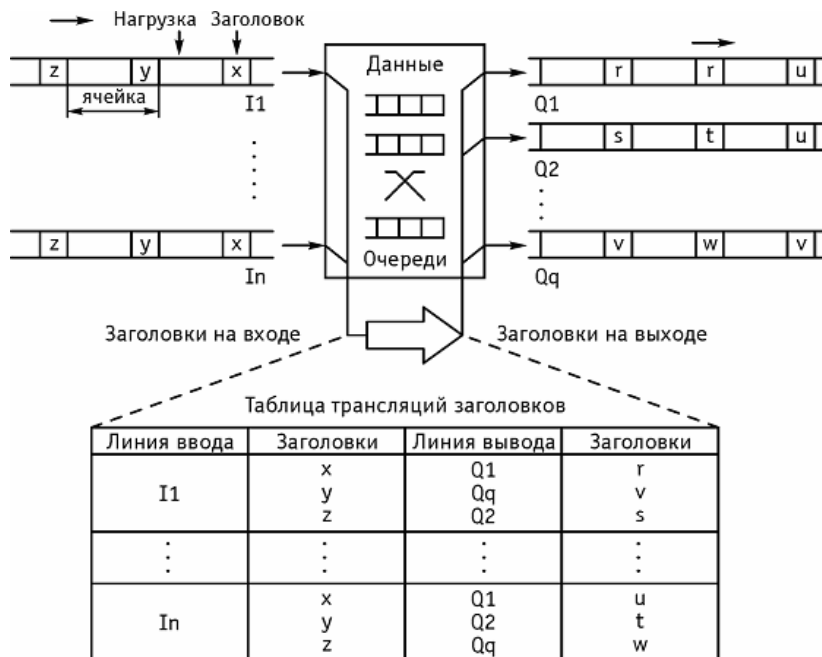 Нагрузка Заголовок
z y x
ячейка
I1
z y x
In
Данные
Очереди
r r u
Q1
s t u
Q2
v w v
Qq
Заголовки на входе
Заголовки на выходе
Таблица трансляций заголовков
Линия ввода Заголовки Линия вывода Заголовки
x Q1 r
I1 y Qq v
z Q2 s
x Q1 u
In y Q2 t
z Qq w